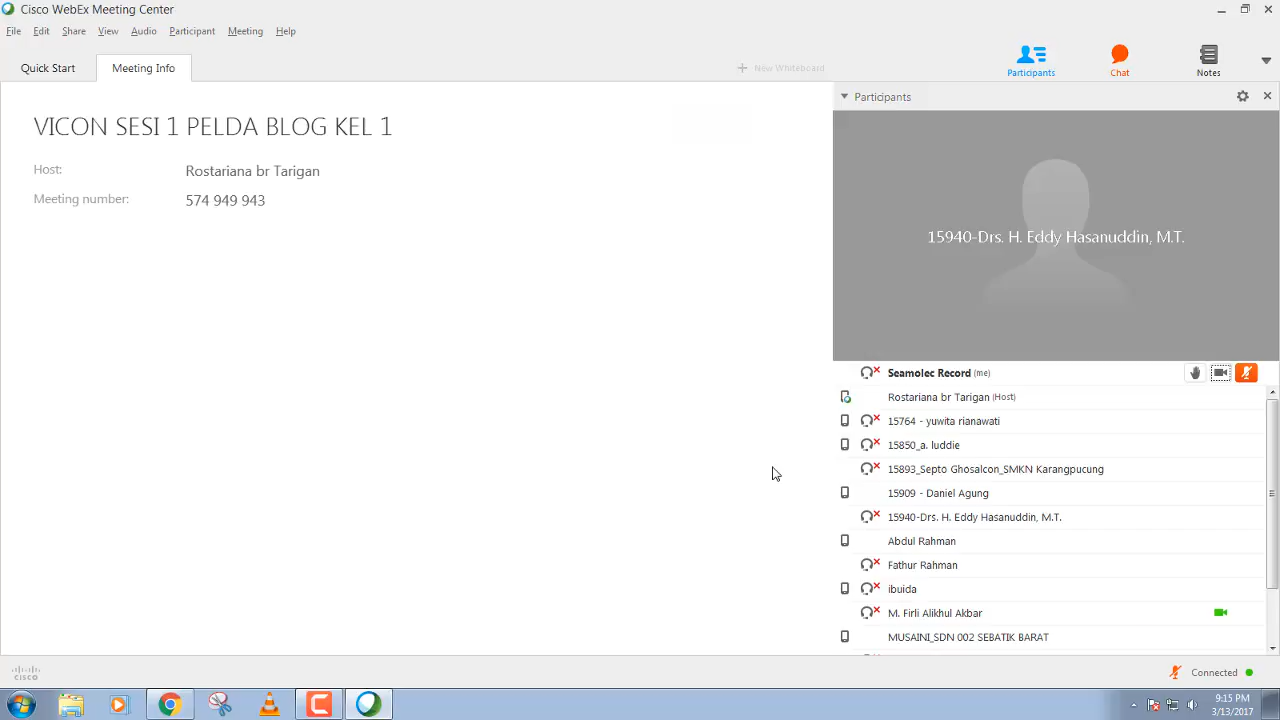 Cisco WebEx Meeting Center
File Edit Share View Audio Participant Meeting Help
Quick Start
Meeting Info
New Whiteboard
Participants
Chat
Notes
VICON SESI 1 PELDA BLOG KEL 1
Host: Rostariana br Tarigan
Meeting number: 574 949 943
Participants
15940-Drs. H. Eddy Hasanuddin, M.T.
Seamolec Record (me)
Rostariana br Tarigan (Host)
15764 - yuwita rianawati
15850_a. luddie
15893_Septo Ghosalcon_SMKN Karangpucung
15909 - Daniel Agung
15940-Drs. H. Eddy Hasanuddin, M.T.
Abdul Rahman
Fathur Rahman
ibuida
M. Firli Alikhul Akbar
MUSAINI_SDN 002 SEBATIK BARAT
cisco
Connected
9:15 PM
3/13/2017